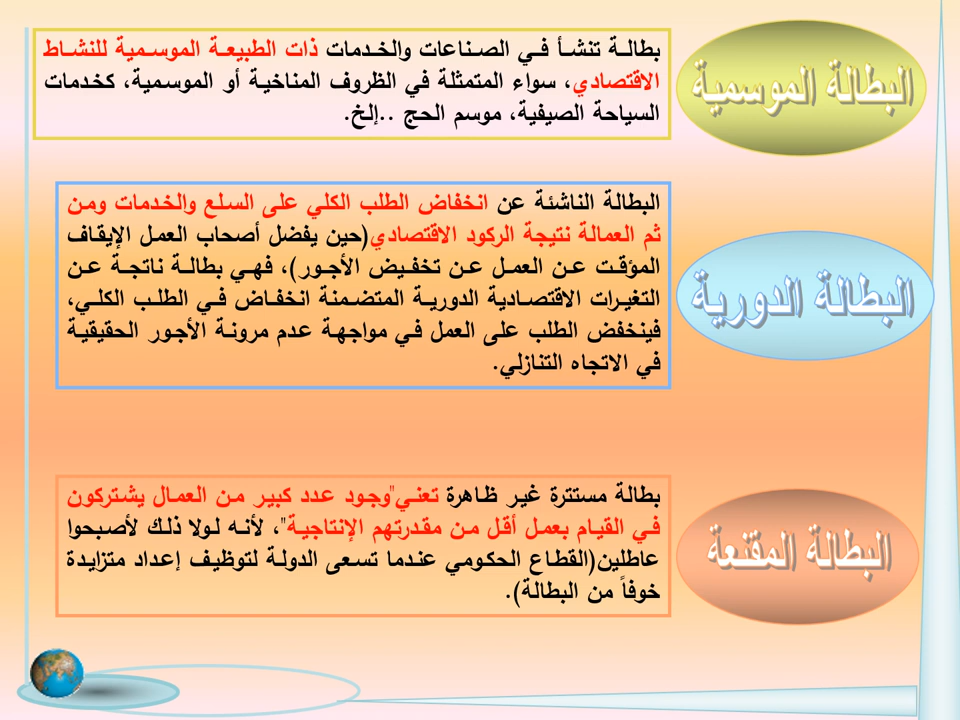 البطالة الموسمية
بطالة تنشأ في الصناعات والخدمات ذات الطبيعة الموسمية للنشاط
الاقتصادي، سواء المتمثلة في الظروف المناخية أو الموسمية، كخدمات
السياحة الصيفية، موسم الحج ..إلخ.
البطالة الدورية
البطالة الناشئة عن انخفاض الطلب الكلي على السلع والخدمات ومن
ثم العمالة نتيجة الركود الاقتصادي(حين يفضل أصحاب العمل الإيقاف
المؤقت عن العمل عن تخفيض الأجور)، فهي بطالة ناتجة عن
التغيرات الاقتصادية الدورية المتضمنة انخفاض في الطلب الكلي،
فينخفض الطلب على العمل في مواجهة عدم مرونة الأجور الحقيقية
في الاتجاه التنازلي.
البطالة المقنعة
بطالة مستترة غير ظاهرة تعني"وجود عدد كبير من العمال يشتركون
في القيام بعمل أقل من مقدرتهم الإنتاجية"، لأنه لولا ذلك لأصبحوا
عاطلين(القطاع الحكومي عندما تسعى الدولة لتوظيف إعداد متزايدة
خوفاً من البطالة).